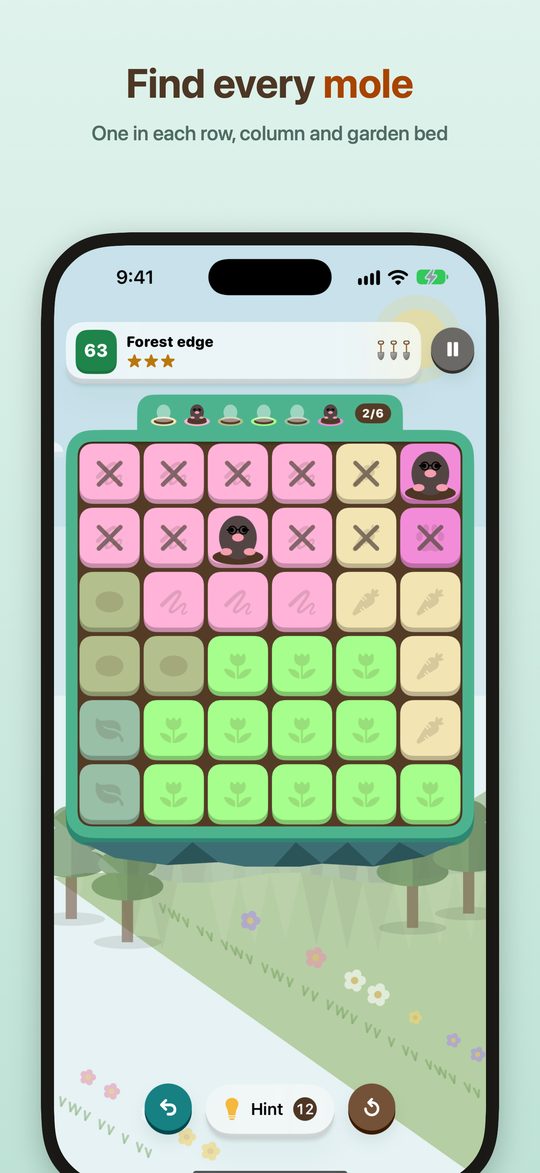 Find every mole
One in each row, column and garden bed
9:41
63
Forest edge
2/6
Hint 12